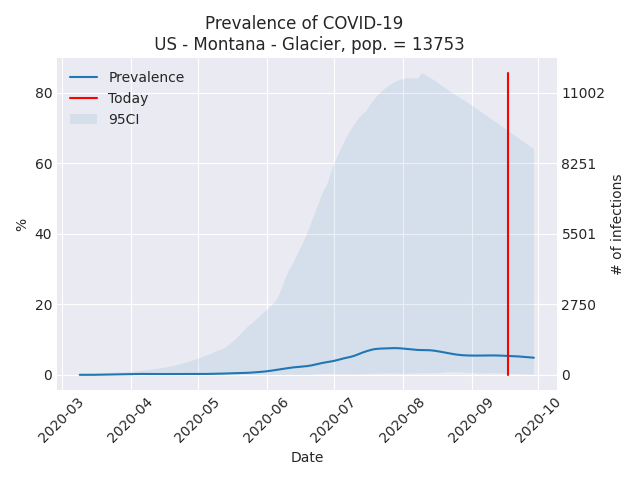 Prevalence of COVID-19
US - Montana - Glacier, pop. = 13753
Prevalence
Today
95CI
80
60
40
20
0
%
11002
8251
5501
2750
0
# of infections
2020-03
2020-04
2020-05
2020-06
2020-07
2020-08
2020-09
2020-10
Date